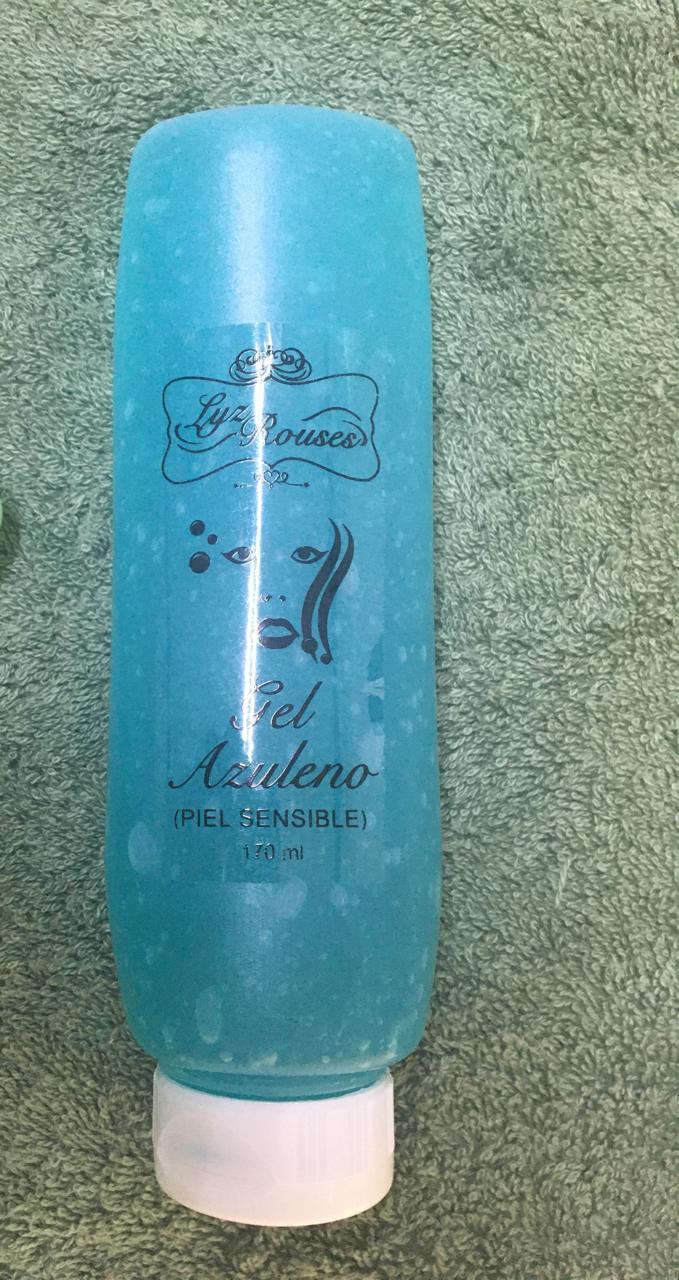 Lyz Rouses
Gel
Azuleno
(PIEL SENSIBLE)
170 ml